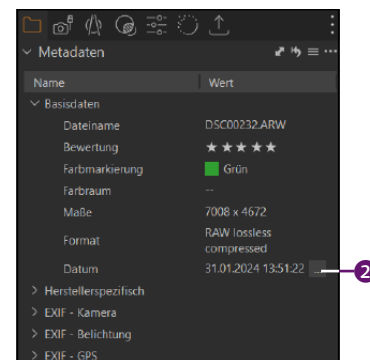 Metadaten
Name Wert
Basisdaten
Dateiname DSC00232.ARW
Bewertung ★★★★★
Farbmarkierung Grün
Farbraum --
Maße 7008 x 4672
Format RAW lossless compressed
Datum 31.01.2024 13:51:22 ...
2
Herstellerspezifisch
EXIF - Kamera
EXIF - Belichtung
EXIF - GPS